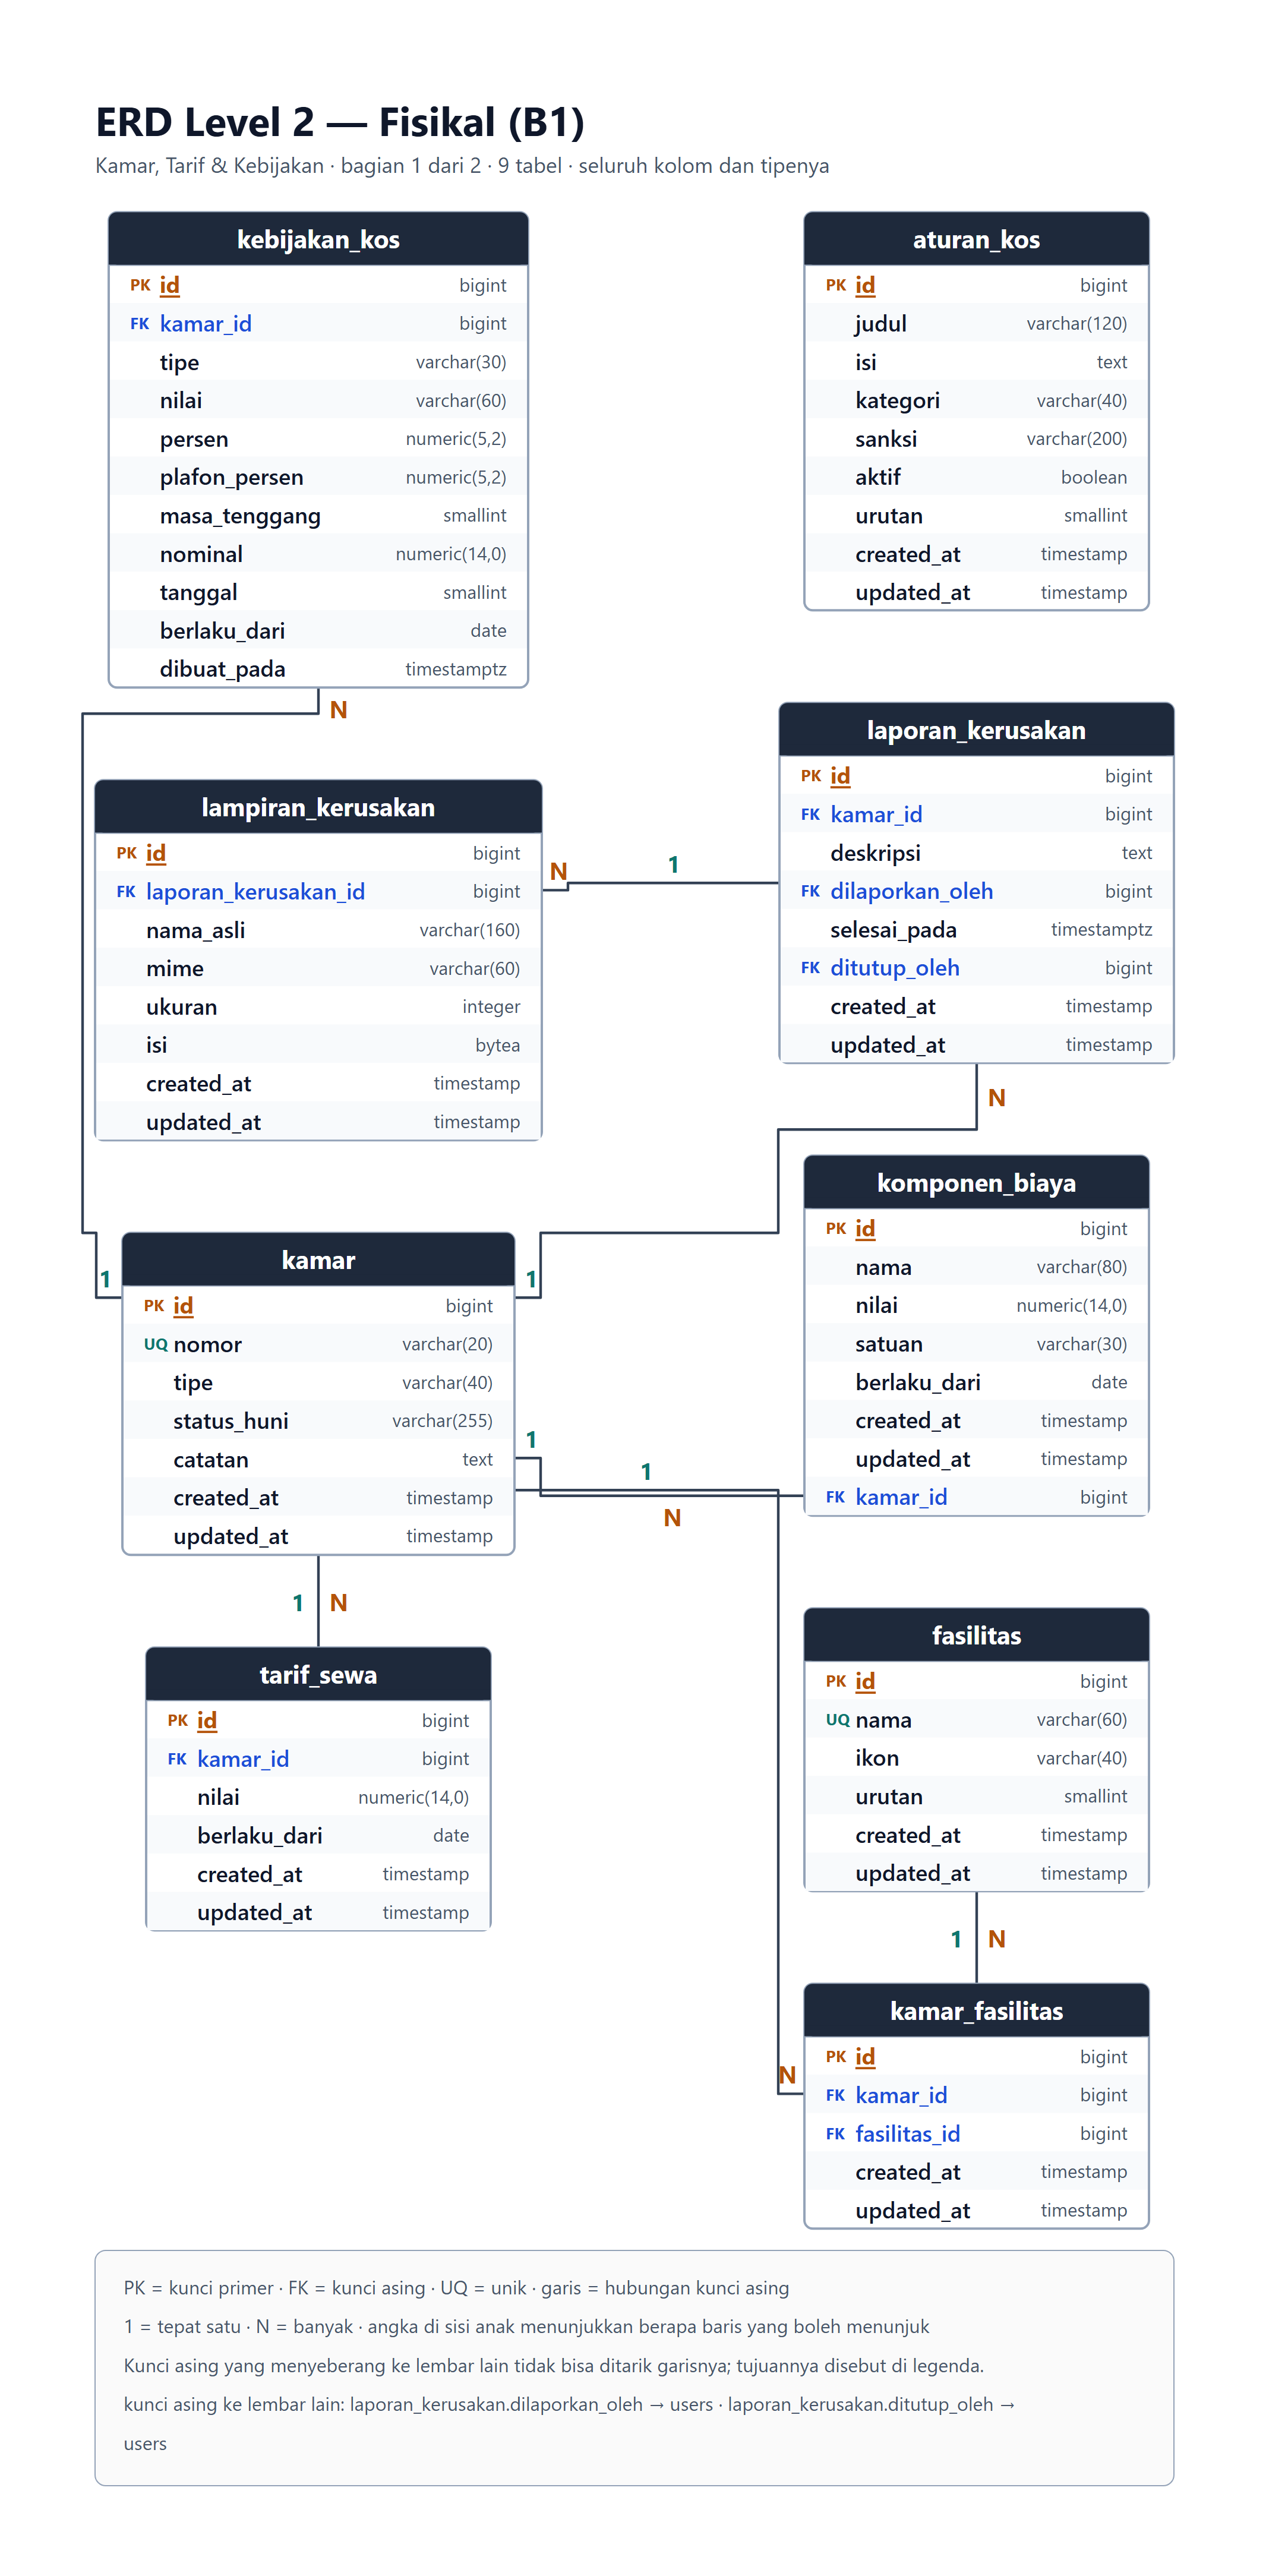 ERD Level 2 — Fisikal (B1)
Kamar, Tarif & Kebijakan · bagian 1 dari 2 · 9 tabel · seluruh kolom dan tipenya
kebijakan_kos
PK id bigint
FK kamar_id bigint
tipe varchar(30)
nilai varchar(60)
persen numeric(5,2)
plafon_persen numeric(5,2)
masa_tenggang smallint
nominal numeric(14,0)
tanggal smallint
berlaku_dari date
dibuat_pada timestamptz
N
aturan_kos
PK id bigint
judul varchar(120)
isi text
kategori varchar(40)
sanksi varchar(200)
aktif boolean
urutan smallint
created_at timestamp
updated_at timestamp
lampiran_kerusakan
PK id bigint
FK laporan_kerusakan_id bigint
nama_asli varchar(160)
mime varchar(60)
ukuran integer
isi bytea
created_at timestamp
updated_at timestamp
N 1
laporan_kerusakan
PK id bigint
FK kamar_id bigint
deskripsi text
FK dilaporkan_oleh bigint
selesai_pada timestamptz
FK ditutup_oleh bigint
created_at timestamp
updated_at timestamp
N
kamar
1 1
PK id bigint
UQ nomor varchar(20)
tipe varchar(40)
status_huni varchar(255)
catatan text
created_at timestamp
updated_at timestamp
1
1
N
komponen_biaya
PK id bigint
nama varchar(80)
nilai numeric(14,0)
satuan varchar(30)
berlaku_dari date
created_at timestamp
updated_at timestamp
FK kamar_id bigint
1 N
tarif_sewa
PK id bigint
FK kamar_id bigint
nilai numeric(14,0)
berlaku_dari date
created_at timestamp
updated_at timestamp
fasilitas
PK id bigint
UQ nama varchar(60)
ikon varchar(40)
urutan smallint
created_at timestamp
updated_at timestamp
1 N
kamar_fasilitas
PK id bigint
N
FK kamar_id bigint
FK fasilitas_id bigint
created_at timestamp
updated_at timestamp
PK = kunci primer · FK = kunci asing · UQ = unik · garis = hubungan kunci asing
1 = tepat satu · N = banyak · angka di sisi anak menunjukkan berapa baris yang boleh menunjuk
Kunci asing yang menyeberang ke lembar lain tidak bisa ditarik garisnya; tujuannya disebut di legenda.
kunci asing ke lembar lain: laporan_kerusakan.dilaporkan_oleh → users · laporan_kerusakan.ditutup_oleh →
users